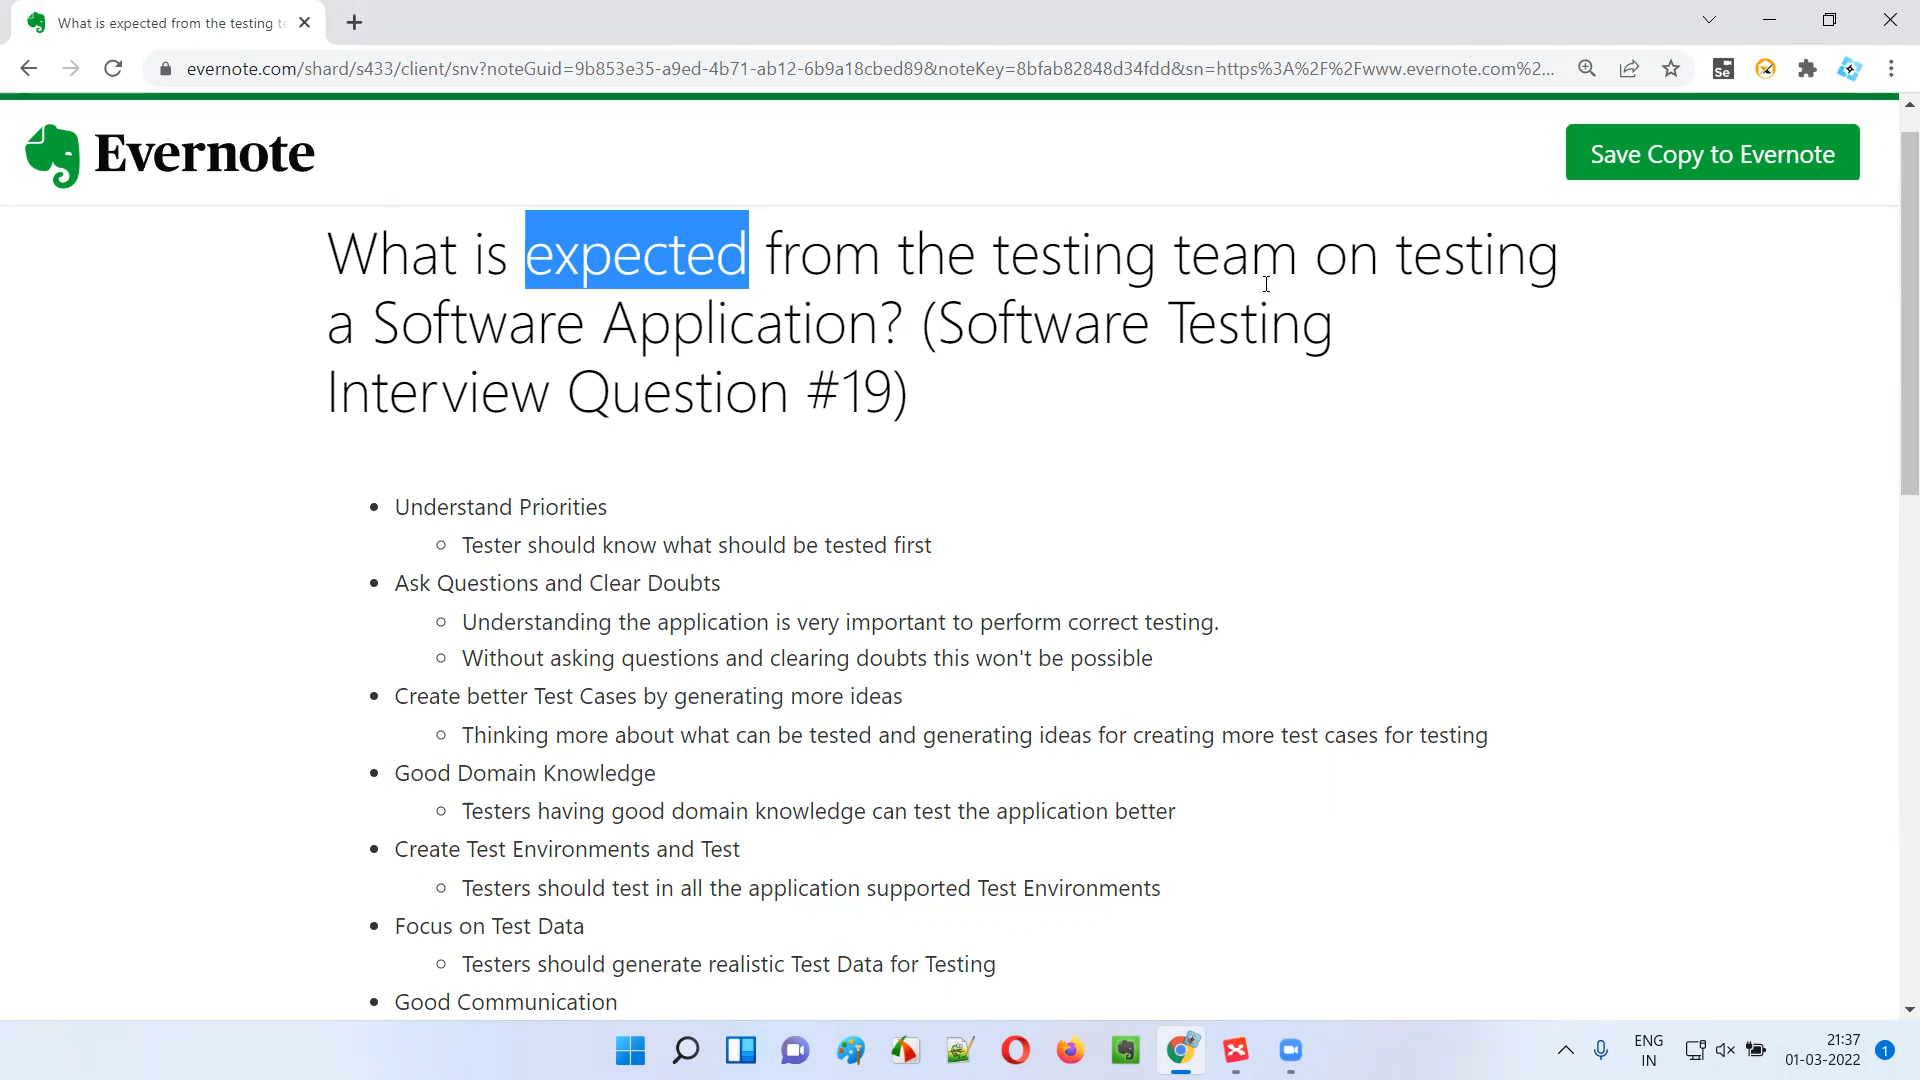 What is expected from the testing te
evernote.com/shard/s433/client/snv?noteGuid=9b853e35-a9ed-4b71-ab12-6b9a18cbed89&noteKey=8bfab82848d34fdd&sn=https%3A%2F%2Fwww.evernote.com%2...
Se
Evernote
Save Copy to Evernote
What is expected from the testing team on testing
a Software Application? (Software Testing
Interview Question #19)
• Understand Priorities
○ Tester should know what should be tested first
• Ask Questions and Clear Doubts
○ Understanding the application is very important to perform correct testing.
○ Without asking questions and clearing doubts this won't be possible
• Create better Test Cases by generating more ideas
○ Thinking more about what can be tested and generating ideas for creating more test cases for testing
• Good Domain Knowledge
○ Testers having good domain knowledge can test the application better
• Create Test Environments and Test
○ Testers should test in all the application supported Test Environments
• Focus on Test Data
○ Testers should generate realistic Test Data for Testing
• Good Communication
ENG
IN
21:37
01-03-2022
1